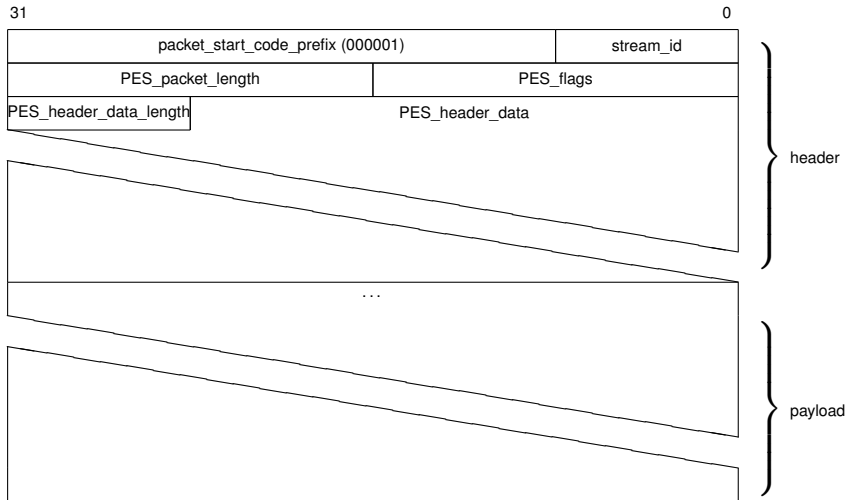 31 0
packet_start_code_prefix (000001) stream_id
PES_packet_length PES_flags
PES_header_data_length PES_header_data
header
...
payload